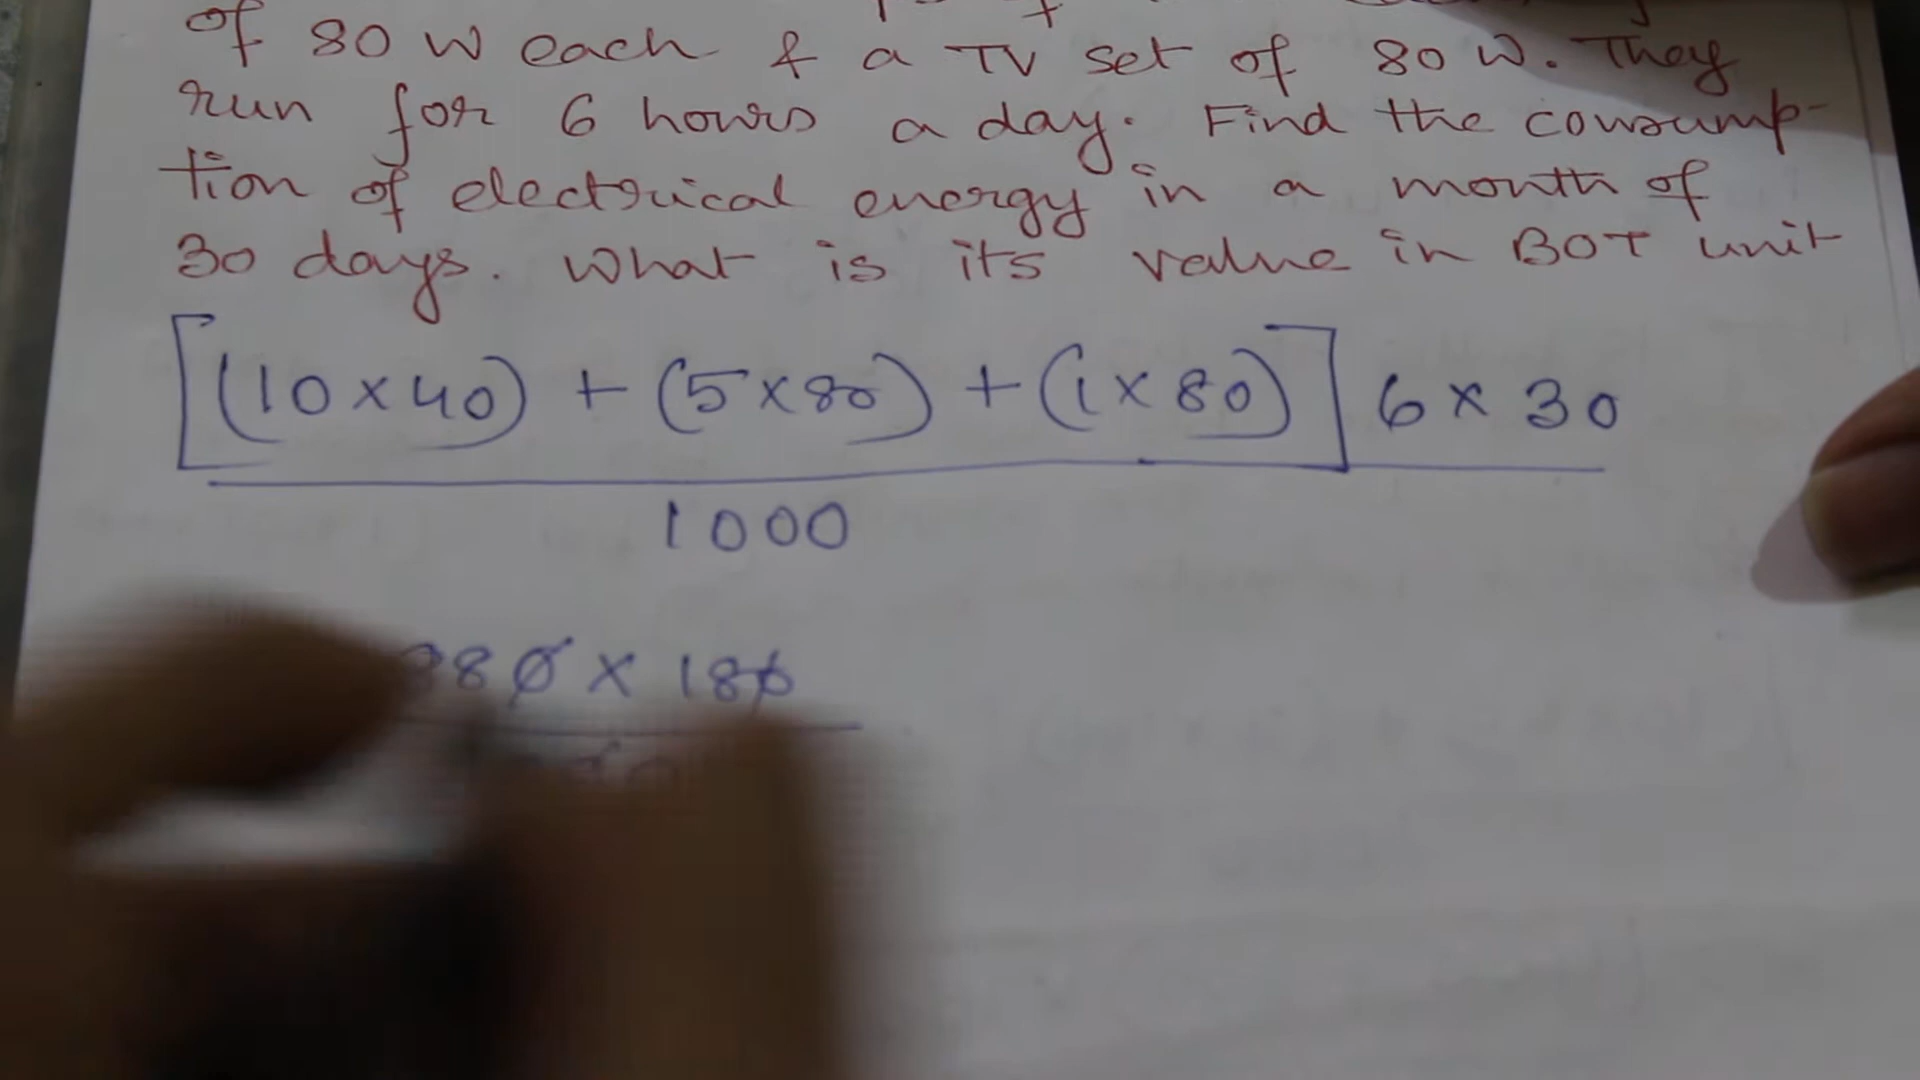 of 80 W each & a TV set of 80 W. They
run for 6 hours a day. Find the consump-
tion of electrical energy in a month of
30 days. What is its value in BOT unit
[(10 x 40) + (5 x 80) + (1 x 80)] 6 x 30
1000
880 x 180